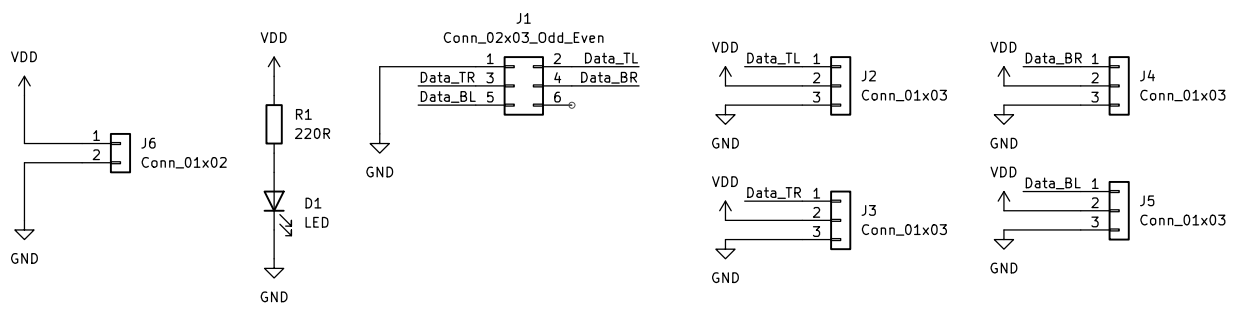 VDD
1
2
J6
Conn_01x02
GND
VDD
R1
220R
D1
LED
GND
J1
Conn_02x03_Odd_Even
1
2 Data_TL
Data_TR 3
4 Data_BR
Data_BL 5
6
GND
VDD
Data_TL 1
2
3
J2
Conn_01x03
GND
VDD
Data_BR 1
2
3
J4
Conn_01x03
GND
VDD
Data_TR 1
2
3
J3
Conn_01x03
GND
VDD
Data_BL 1
2
3
J5
Conn_01x03
GND